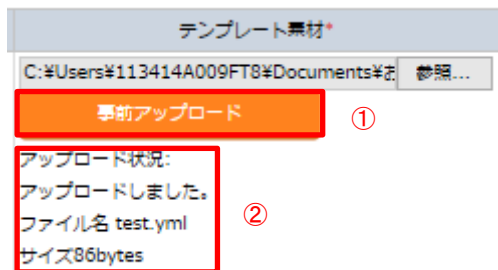 テンプレート素材*
C:¥Users¥113414A009FT8¥Documents¥お 参照...
事前アップロード ①
アップロード状況:
アップロードしました。
ファイル名 test.yml ②
サイズ86bytes